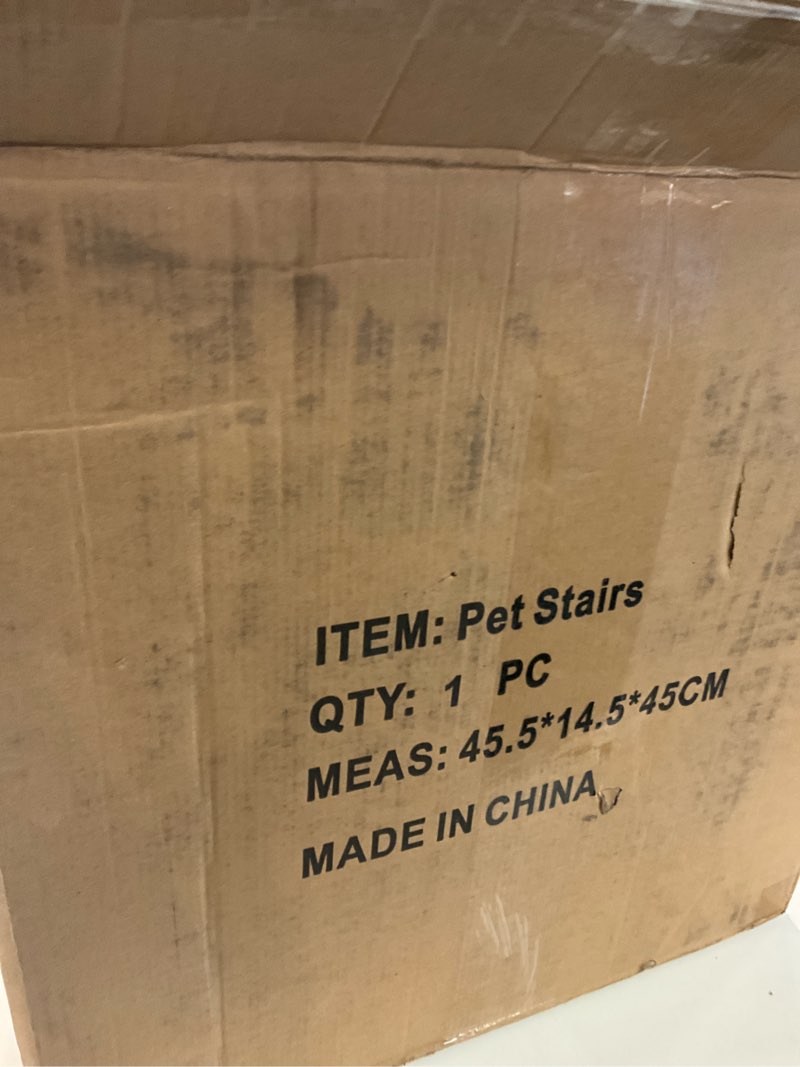 ITEM: Pet Stairs
QTY: 1 PC
MEAS: 45.5*14.5*45CM
MADE IN CHINA